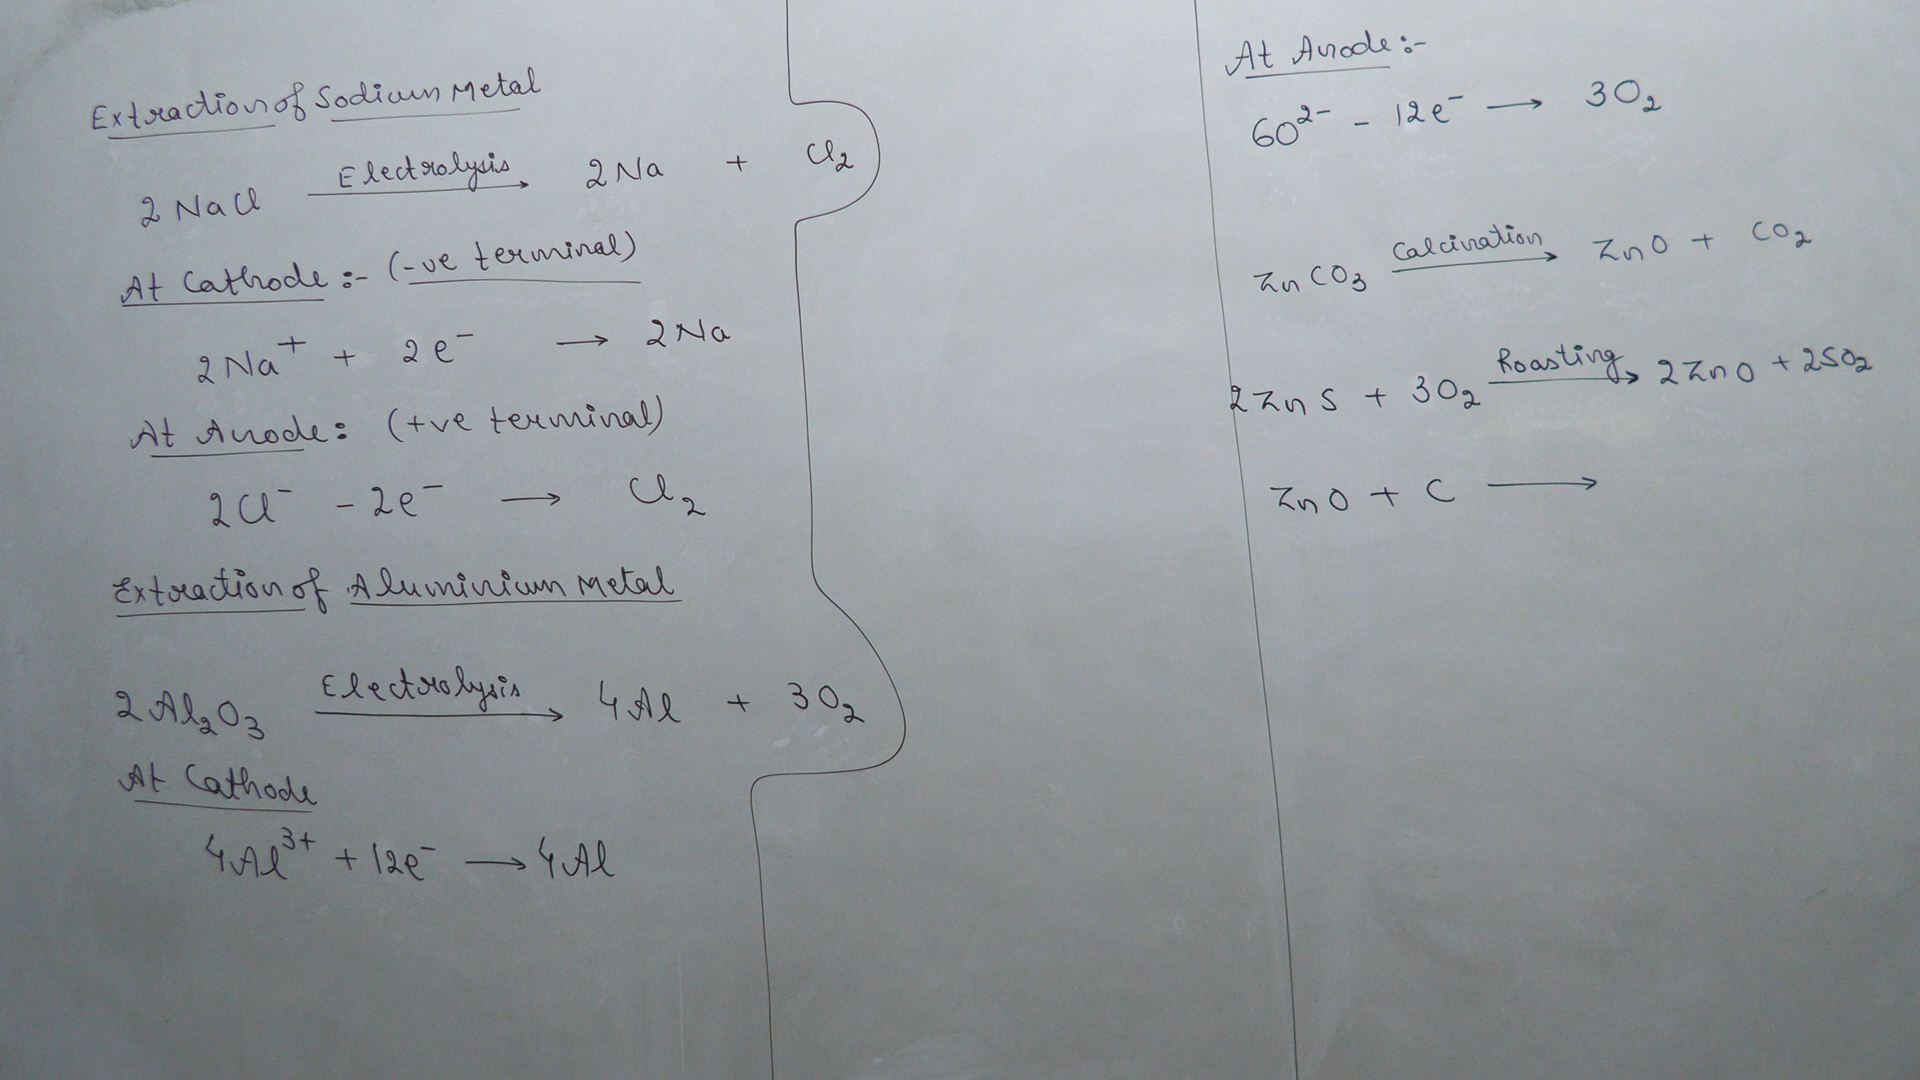 Extraction of Sodium Metal
2 NaCl Electrolysis → 2 Na + Cl₂
At Cathode :- (-ve terminal)
2 Na⁺ + 2e⁻ → 2 Na
At Anode : (+ve terminal)
2Cl⁻ - 2e⁻ → Cl₂
Extraction of Aluminium Metal
2 Al₂O₃ Electrolysis → 4 Al + 3O₂
At Cathode
4Al³⁺ + 12e⁻ → 4Al
At Anode :-
6O²⁻ - 12e⁻ → 3O₂
ZnCO₃ Calcination → ZnO + CO₂
2ZnS + 3O₂ Roasting → 2ZnO + 2SO₂
ZnO + C →